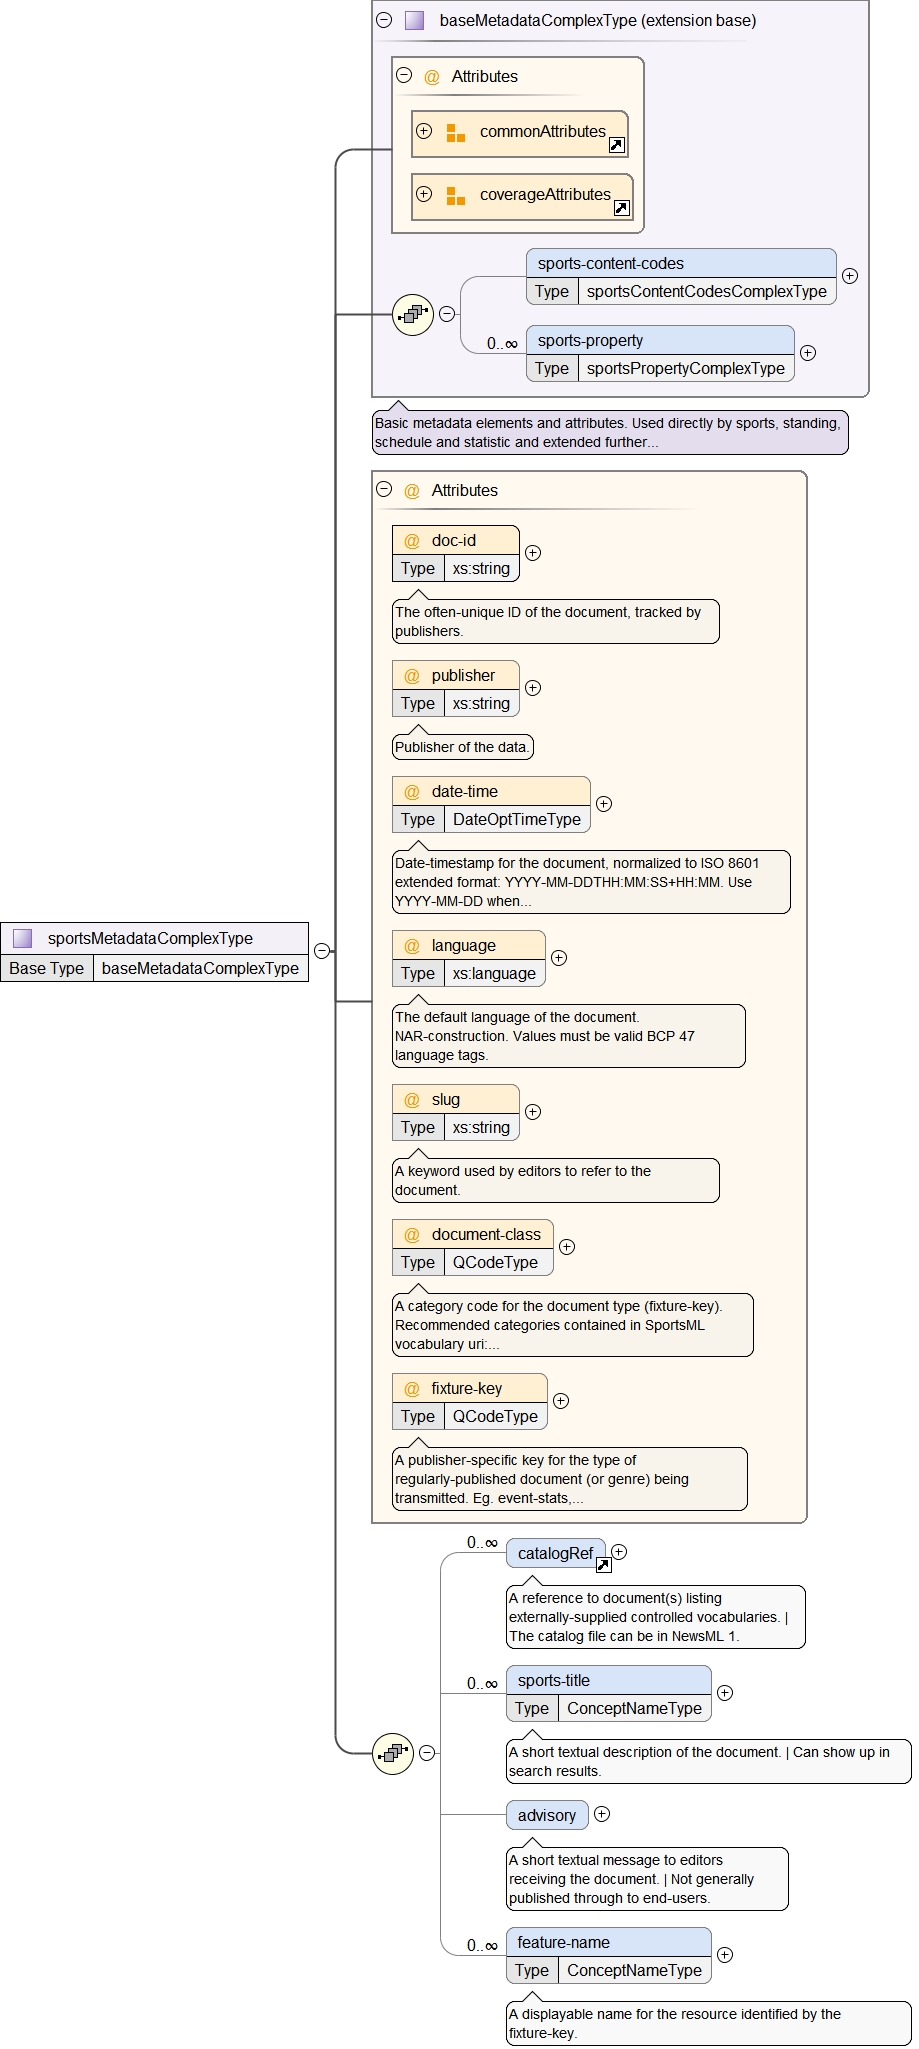 baseMetadataComplexType (extension base)
@ Attributes
commonAttributes
coverageAttributes
sports-content-codes
Type sportsContentCodesComplexType
0..∞
sports-property
Type sportsPropertyComplexType
Basic metadata elements and attributes. Used directly by sports, standing,
schedule and statistic and extended further...
@ Attributes
@ doc-id
Type xs:string
The often-unique ID of the document, tracked by
publishers.
@ publisher
Type xs:string
Publisher of the data.
@ date-time
Type DateOptTimeType
Date-timestamp for the document, normalized to ISO 8601
extended format: YYYY-MM-DDTHH:MM:SS+HH:MM. Use
YYYY-MM-DD when...
sportsMetadataComplexType
Base Type baseMetadataComplexType
@ language
Type xs:language
The default language of the document.
NAR-construction. Values must be valid BCP 47
language tags.
@ slug
Type xs:string
A keyword used by editors to refer to the
document.
@ document-class
Type QCodeType
A category code for the document type (fixture-key).
Recommended categories contained in SportsML
vocabulary uri:...
@ fixture-key
Type QCodeType
A publisher-specific key for the type of
regularly-published document (or genre) being
transmitted. Eg. event-stats,...
0..∞
catalogRef
A reference to document(s) listing
externally-supplied controlled vocabularies. |
The catalog file can be in NewsML 1.
0..∞
sports-title
Type ConceptNameType
A short textual description of the document. | Can show up in
search results.
advisory
A short textual message to editors
receiving the document. | Not generally
published through to end-users.
0..∞
feature-name
Type ConceptNameType
A displayable name for the resource identified by the
fixture-key.